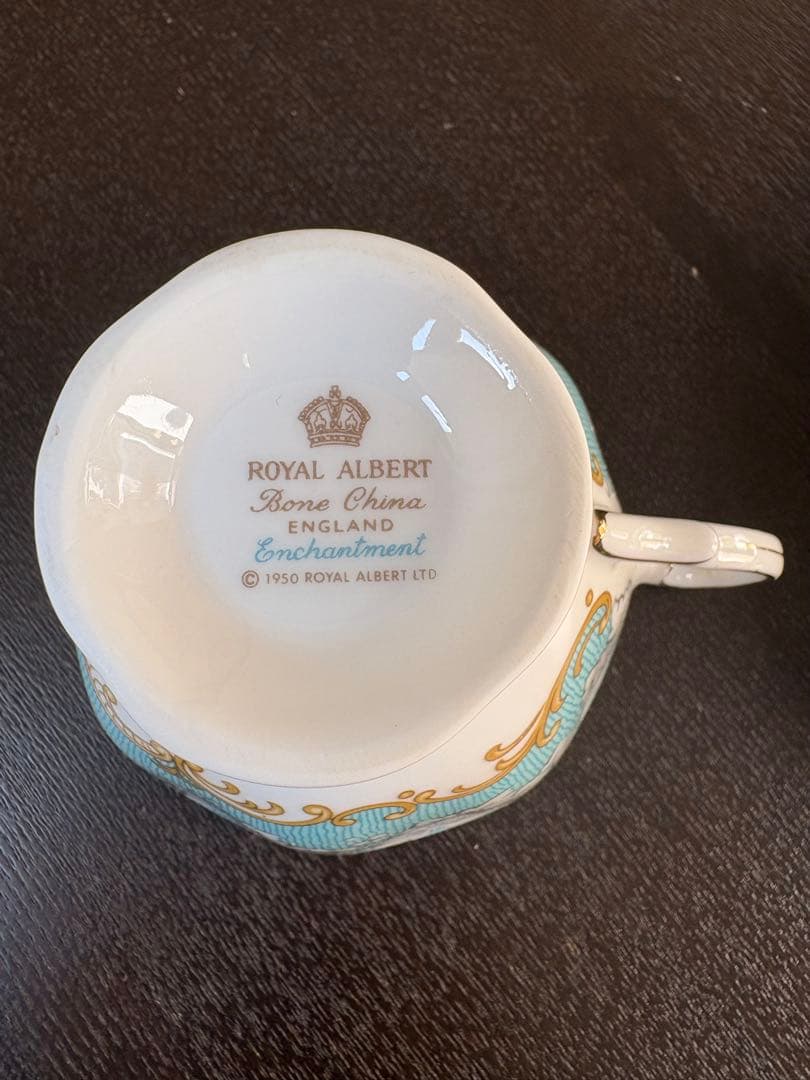 ROYAL ALBERT
Bone China
ENGLAND
Enchantment
© 1950 ROYAL ALBERT LTD